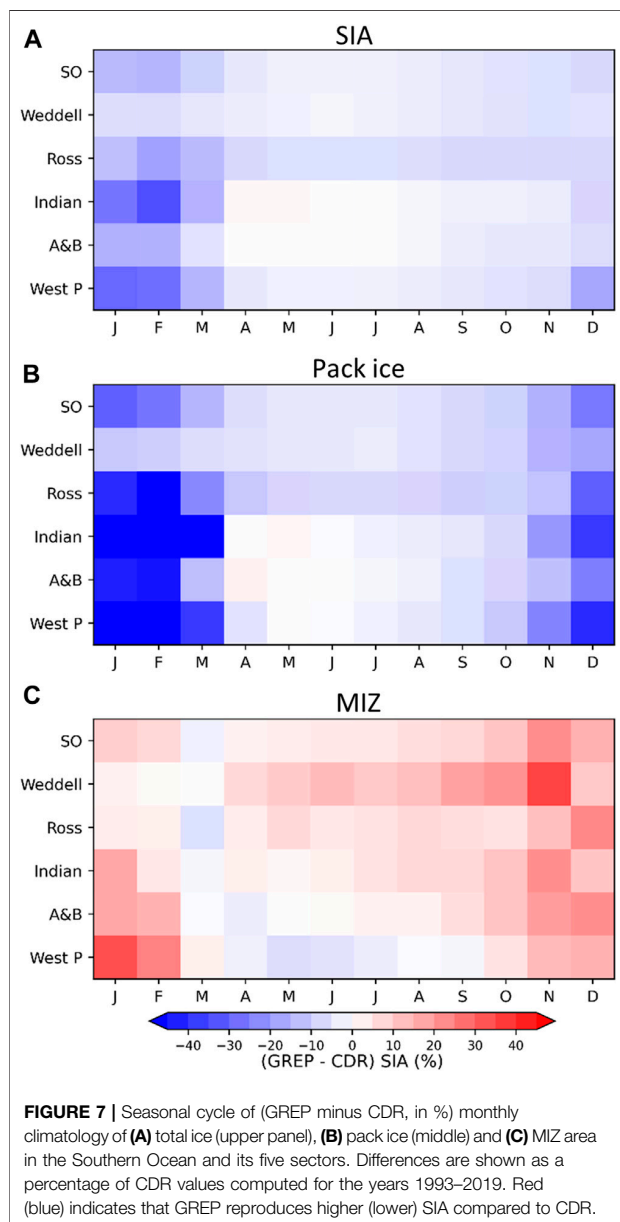 A
SIA
SO
Weddell
Ross
Indian
A&B
West P
J F M A M J J A S O N D
B
Pack ice
SO
Weddell
Ross
Indian
A&B
West P
J F M A M J J A S O N D
C
MIZ
SO
Weddell
Ross
Indian
A&B
West P
J F M A M J J A S O N D
−40 −30 −20 −10 0 10 20 30 40
(GREP - CDR) SIA (%)
FIGURE 7 | Seasonal cycle of (GREP minus CDR, in %) monthly
climatology of (A) total ice (upper panel), (B) pack ice (middle) and (C) MIZ area
in the Southern Ocean and its five sectors. Differences are shown as a
percentage of CDR values computed for the years 1993–2019. Red
(blue) indicates that GREP reproduces higher (lower) SIA compared to CDR.